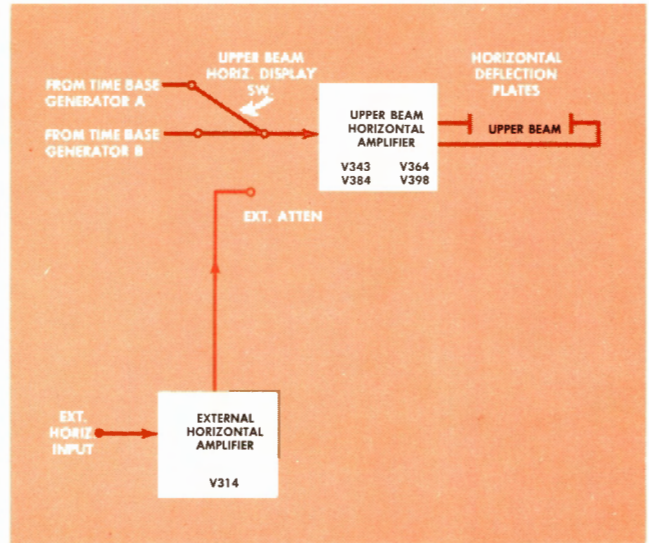 UPPER BEAM
HORIZ. DISPLAY
SW.
HORIZONTAL
DEFLECTION
PLATES
FROM TIME BASE
GENERATOR A
FROM TIME BASE
GENERATOR B
UPPER BEAM
HORIZONTAL
AMPLIFIER
V343 V364
V384 V398
UPPER BEAM
EXT. ATTEN
EXT.
HORIZ.
INPUT
EXTERNAL
HORIZONTAL
AMPLIFIER
V314